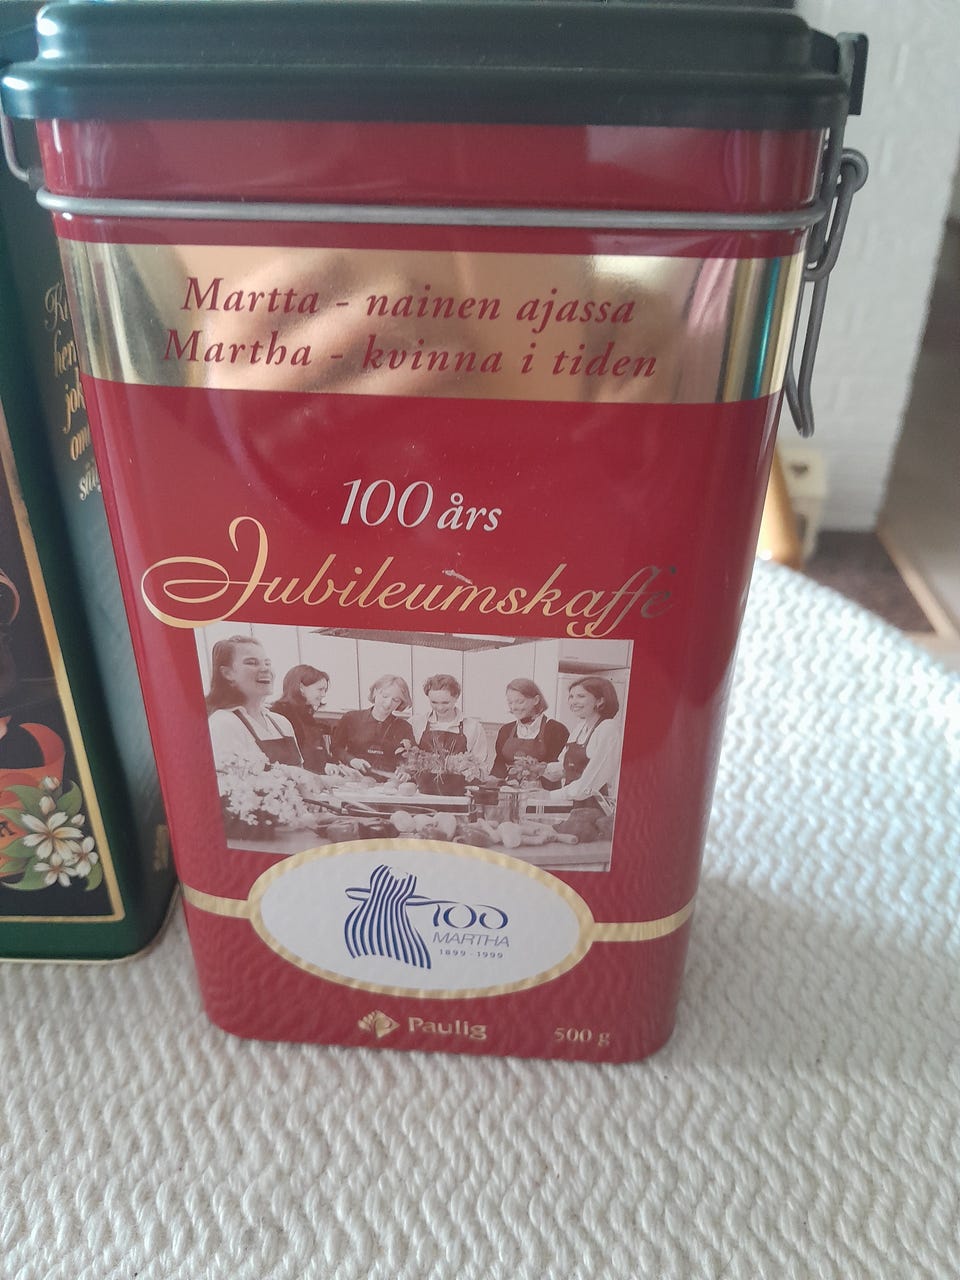 Martta - nainen ajassa
Martha - kvinna i tiden
100 års
Jubileumskaffe
100
MARTHA
1899 - 1999
Paulig
500 g